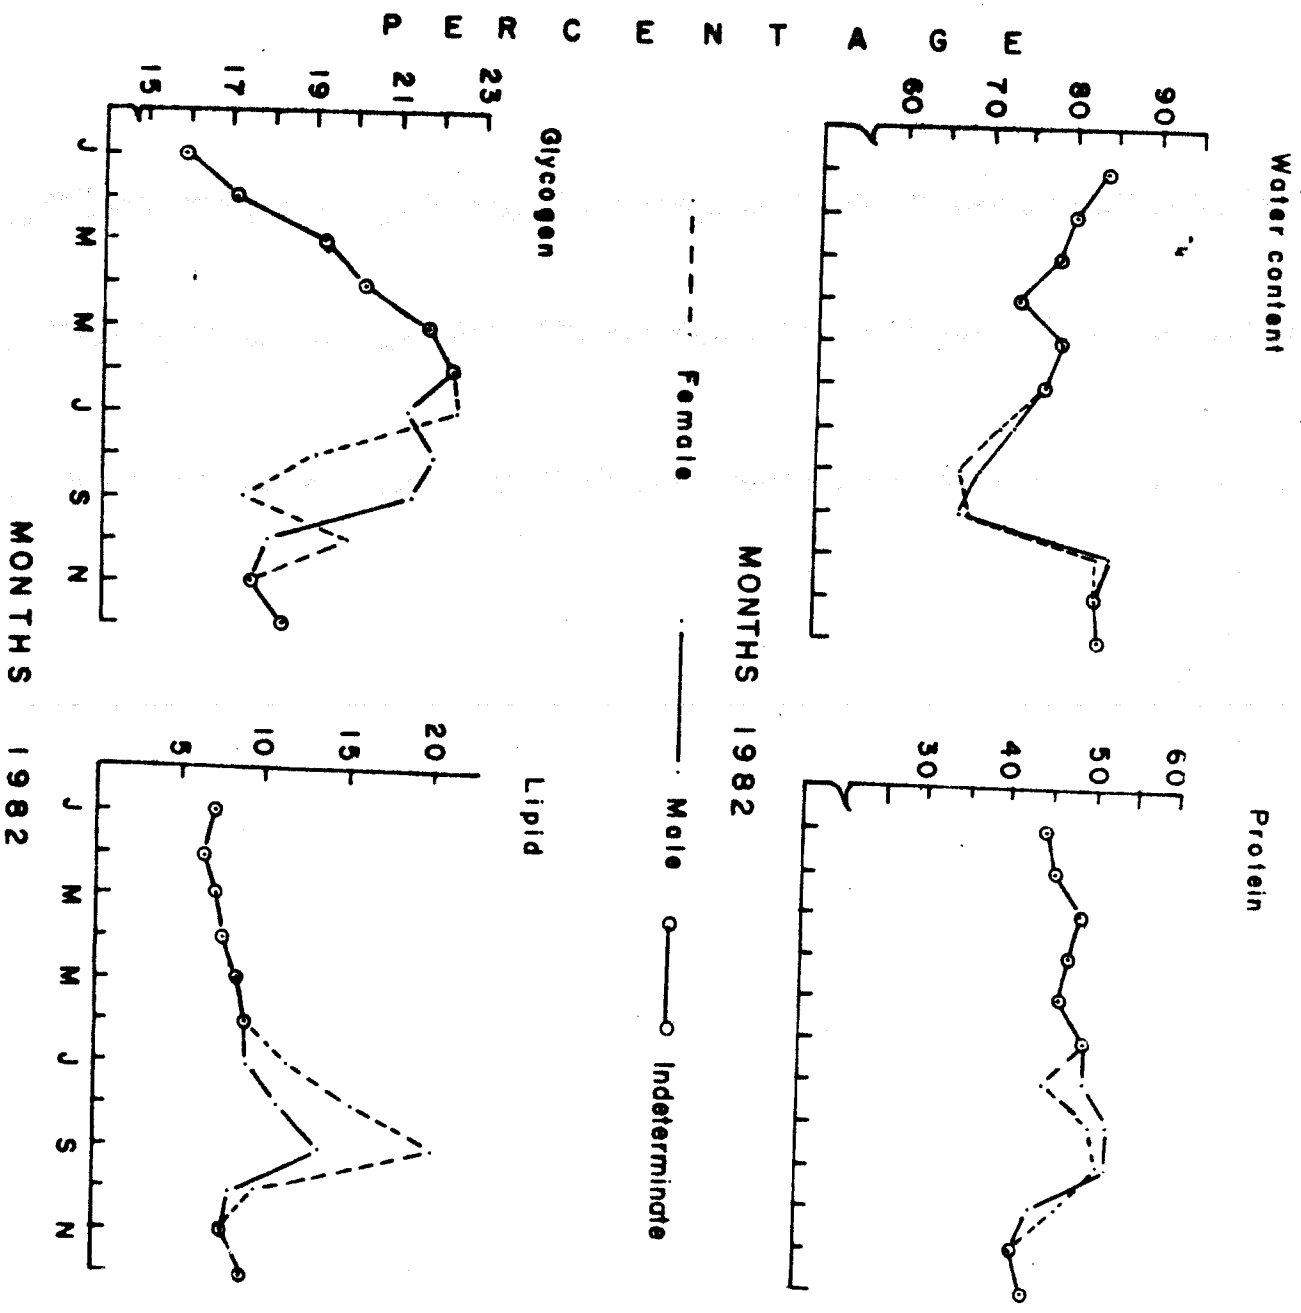 PERCENTAGE
Water content
60 70 80 90
Protein
30 40 50 60
MONTHS 1982
Female
Male
Indeterminate
Glycogen
15 17 19 21 23
J M M J S N
Lipid
5 10 15 20
J M M J S N
MONTHS 1982